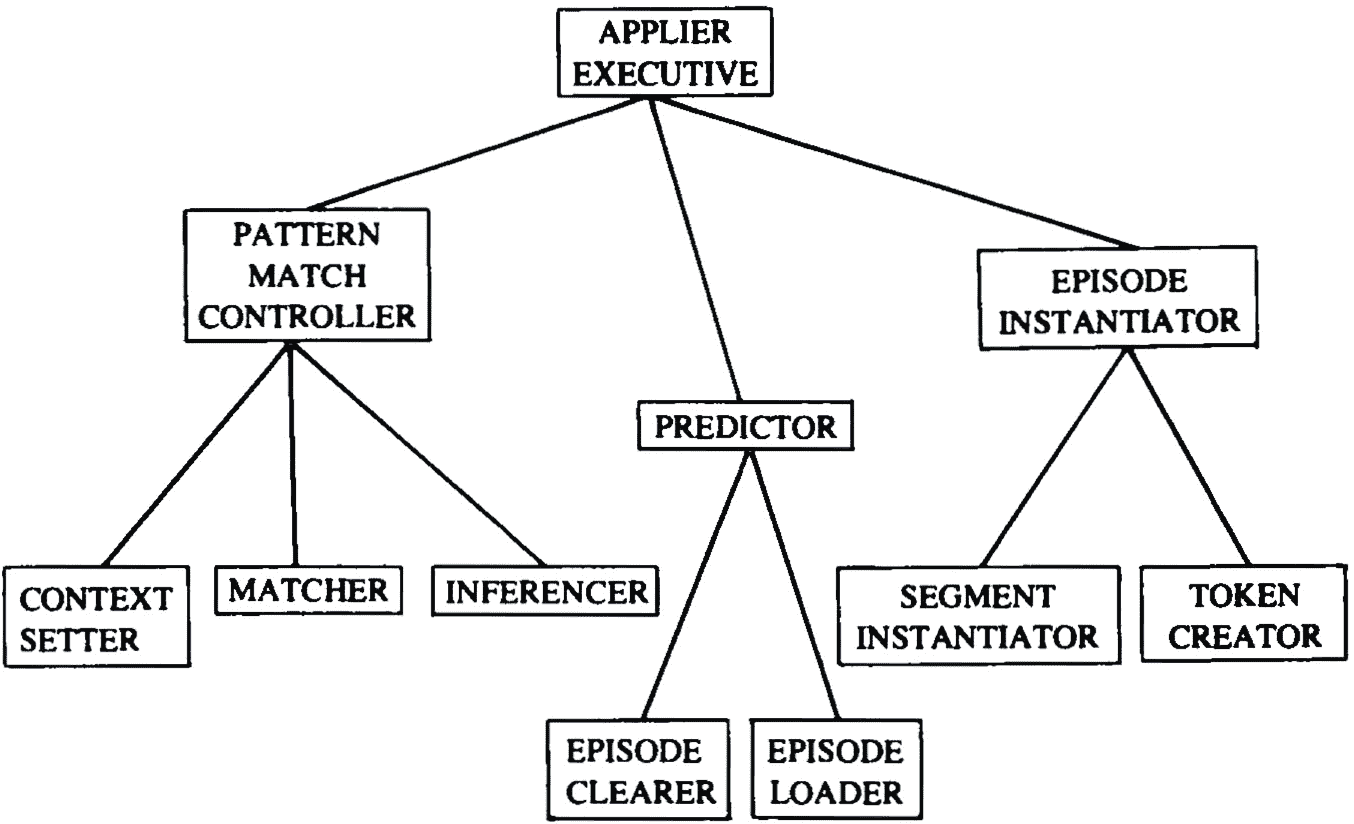 APPLIER
EXECUTIVE
PATTERN
MATCH
CONTROLLER
EPISODE
INSTANTIATOR
PREDICTOR
CONTEXT
SETTER
MATCHER
INFERENCER
SEGMENT
INSTANTIATOR
TOKEN
CREATOR
EPISODE
CLEARER
EPISODE
LOADER